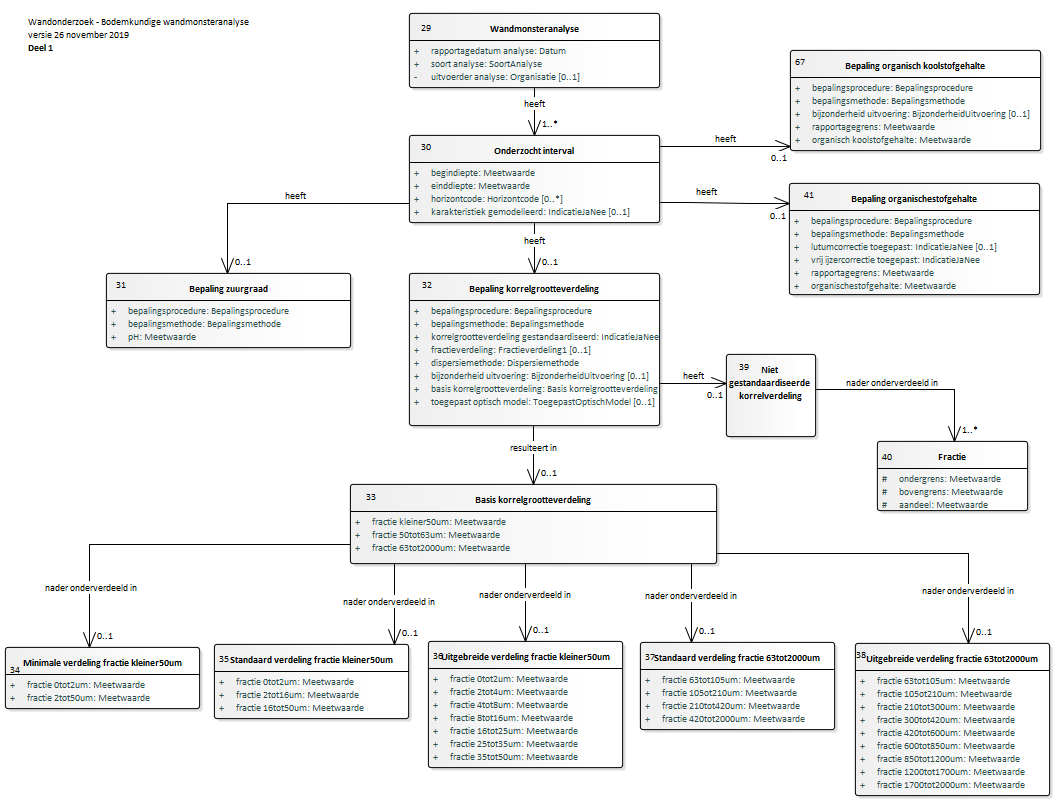 Wandonderzoek - Bodemkundige wandmonsteranalyse
versie 26 november 2019
Deel 1
29
Wandmonsteranalyse
+ rapportagedatum analyse: Datum
+ soort analyse: SoortAnalyse
- uitvoerder analyse: Organisatie [0..1]
heeft
1..*
67
Bepaling organisch koolstofgehalte
+ bepalingsprocedure: Bepalingsprocedure
+ bepalingsmethode: Bepalingsmethode
+ bijzonderheid uitvoering: BijzonderheidUitvoering [0..1]
+ rapportagegrens: Meetwaarde
+ organisch koolstofgehalte: Meetwaarde
30
Onderzocht interval
+ begindiepte: Meetwaarde
+ einddiepte: Meetwaarde
+ horizontcode: Horizontcode [0..*]
+ karakteristiek gemodelleerd: IndicatieJaNee [0..1]
heeft
0..1
heeft
0..1
41
Bepaling organischestofgehalte
+ bepalingsprocedure: Bepalingsprocedure
+ bepalingsmethode: Bepalingsmethode
+ lutumcorrectie toegepast: IndicatieJaNee [0..1]
+ vrij ijzercorrectie toegepast: IndicatieJaNee
+ rapportagegrens: Meetwaarde
+ organischestofgehalte: Meetwaarde
heeft
0..1
heeft
0..1
31
Bepaling zuurgraad
+ bepalingsprocedure: Bepalingsprocedure
+ bepalingsmethode: Bepalingsmethode
+ pH: Meetwaarde
32
Bepaling korrelgrootteverdeling
+ bepalingsprocedure: Bepalingsprocedure
+ bepalingsmethode: Bepalingsmethode
+ korrelgrootteverdeling gestandaardiseerd: IndicatieJaNee
+ fractieverdeling: Fractieverdeling1 [0..1]
+ dispersiemethode: Dispersiemethode
+ bijzonderheid uitvoering: BijzonderheidUitvoering [0..1]
+ basis korrelgrootteverdeling: Basis korrelgrootteverdeling
+ toegepast optisch model: ToegepastOptischModel [0..1]
heeft
0..1
39
Niet
gestandaardiseerde
korrelverdeling
nader onderverdeeld in
1..*
40
Fractie
# ondergrens: Meetwaarde
# bovengrens: Meetwaarde
# aandeel: Meetwaarde
resulteert in
0..1
33
Basis korrelgrootteverdeling
+ fractie kleiner50um: Meetwaarde
+ fractie 50tot63um: Meetwaarde
+ fractie 63tot2000um: Meetwaarde
nader onderverdeeld in
0..1
nader onderverdeeld in
0..1
nader onderverdeeld in
0..1
nader onderverdeeld in
0..1
nader onderverdeeld in
0..1
34
Minimale verdeling fractie kleiner50um
+ fractie 0tot2um: Meetwaarde
+ fractie 2tot50um: Meetwaarde
35
Standaard verdeling fractie kleiner50um
+ fractie 0tot2um: Meetwaarde
+ fractie 2tot16um: Meetwaarde
+ fractie 16tot50um: Meetwaarde
36
Uitgebreide verdeling fractie kleiner50um
+ fractie 0tot2um: Meetwaarde
+ fractie 2tot4um: Meetwaarde
+ fractie 4tot8um: Meetwaarde
+ fractie 8tot16um: Meetwaarde
+ fractie 16tot25um: Meetwaarde
+ fractie 25tot35um: Meetwaarde
+ fractie 35tot50um: Meetwaarde
37
Standaard verdeling fractie 63tot2000um
+ fractie 63tot105um: Meetwaarde
+ fractie 105tot210um: Meetwaarde
+ fractie 210tot420um: Meetwaarde
+ fractie 420tot2000um: Meetwaarde
38
Uitgebreide verdeling fractie 63tot2000um
+ fractie 63tot105um: Meetwaarde
+ fractie 105tot210um: Meetwaarde
+ fractie 210tot300um: Meetwaarde
+ fractie 300tot420um: Meetwaarde
+ fractie 420tot600um: Meetwaarde
+ fractie 600tot850um: Meetwaarde
+ fractie 850tot1200um: Meetwaarde
+ fractie 1200tot1700um: Meetwaarde
+ fractie 1700tot2000um: Meetwaarde